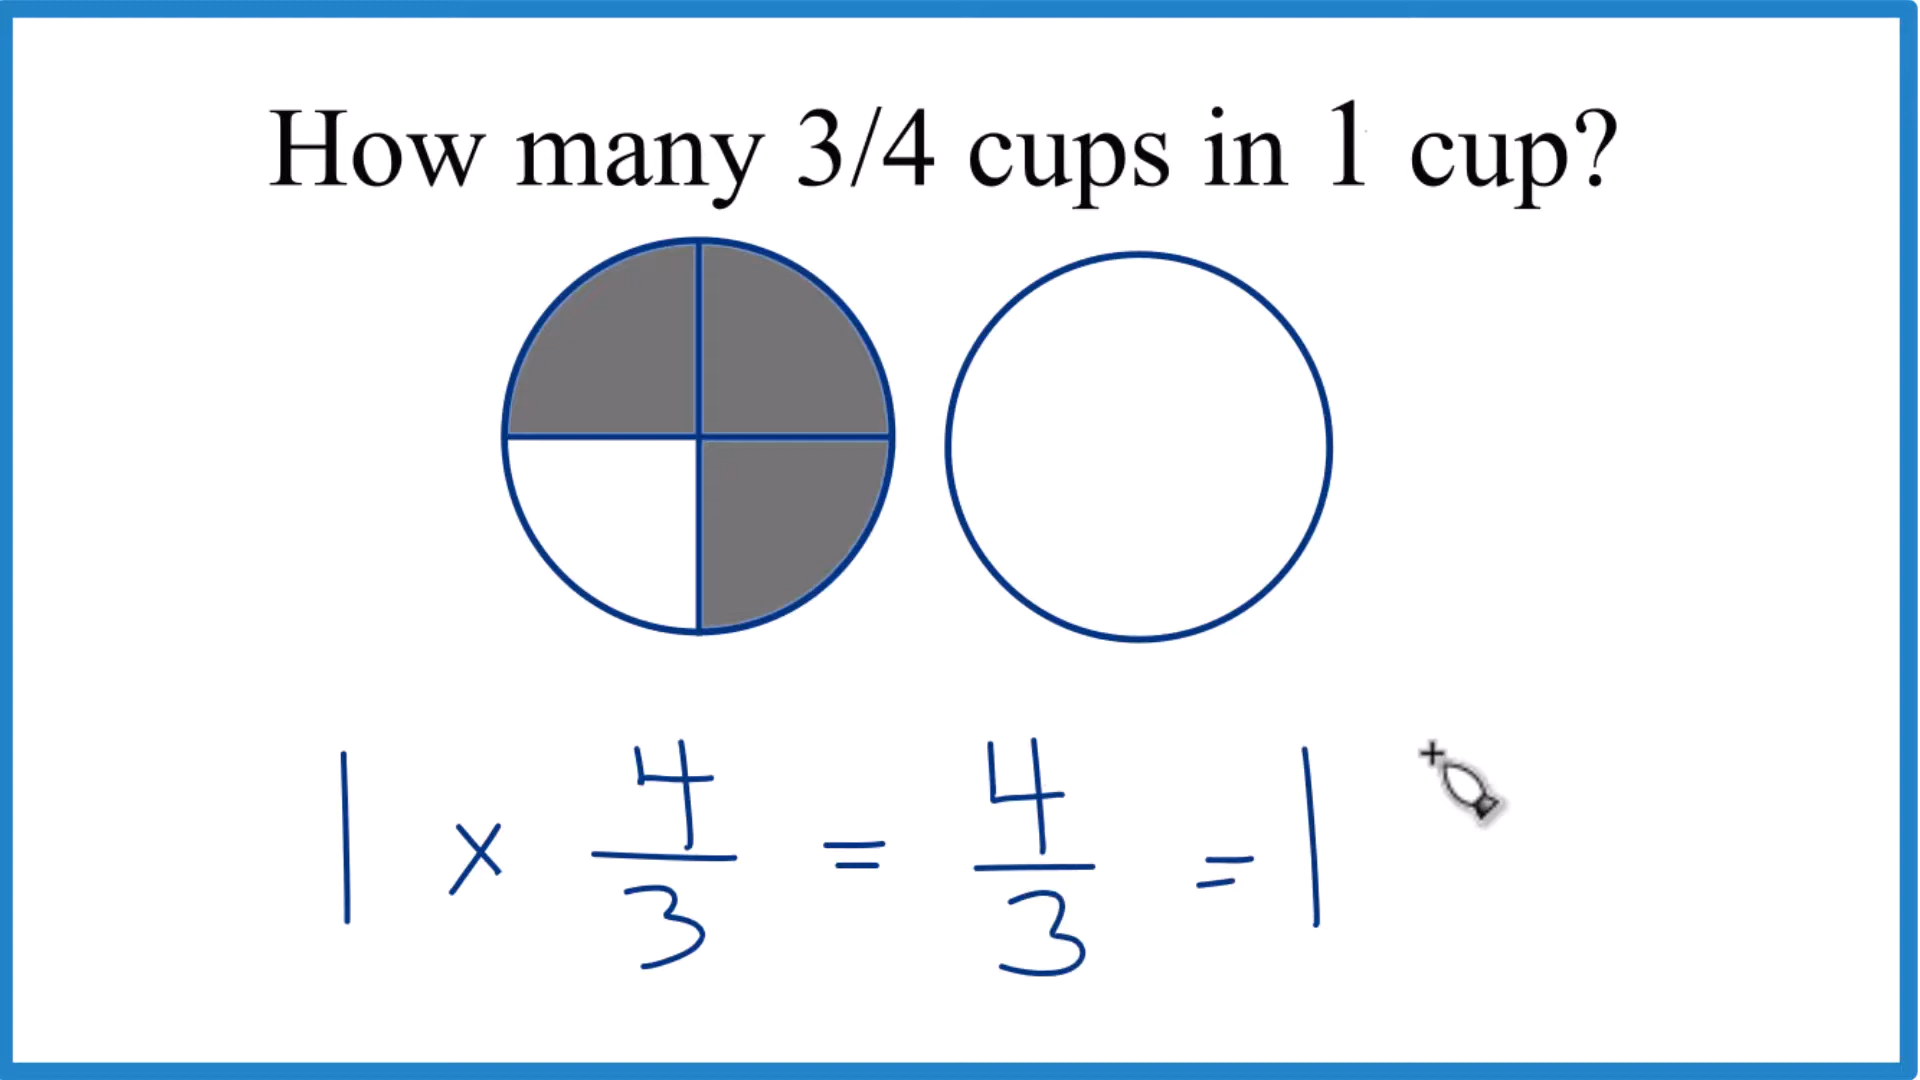 How many 3/4 cups in 1 cup?
1 × 4/3 = 4/3 = 1